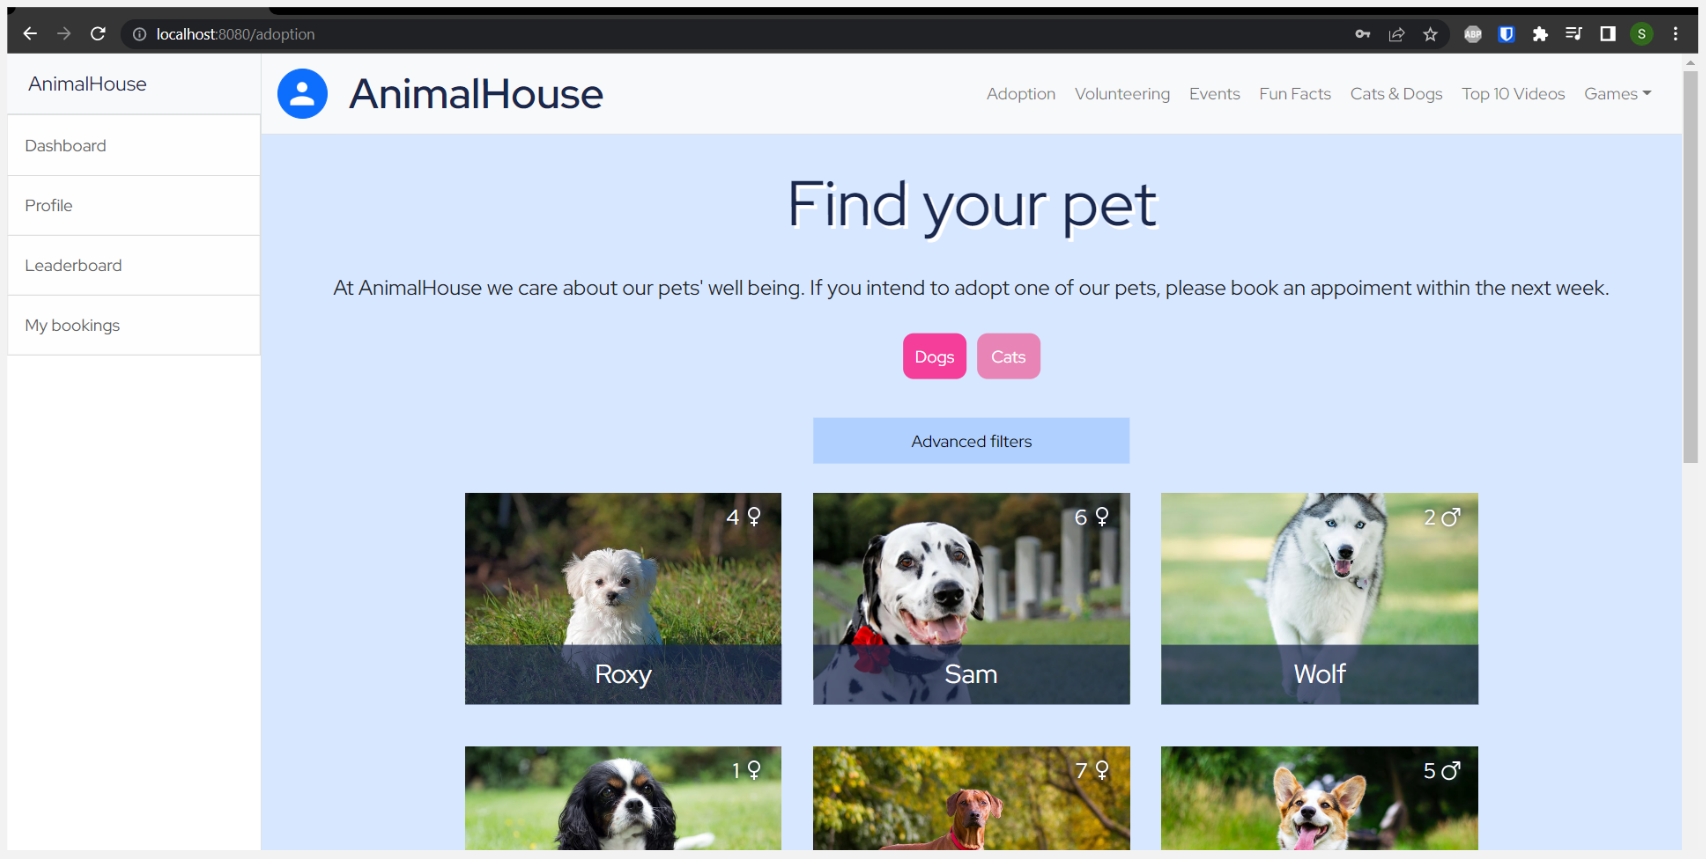 localhost:8080/adoption
ABP
S
AnimalHouse
Dashboard
Profile
Leaderboard
My bookings
AnimalHouse
Adoption Volunteering Events Fun Facts Cats & Dogs Top 10 Videos Games
Find your pet
At AnimalHouse we care about our pets' well being. If you intend to adopt one of our pets, please book an appoiment within the next week.
Dogs Cats
Advanced filters
4 ♀
Roxy
6 ♀
Sam
2 ♂
Wolf
1 ♀
7 ♀
5 ♂